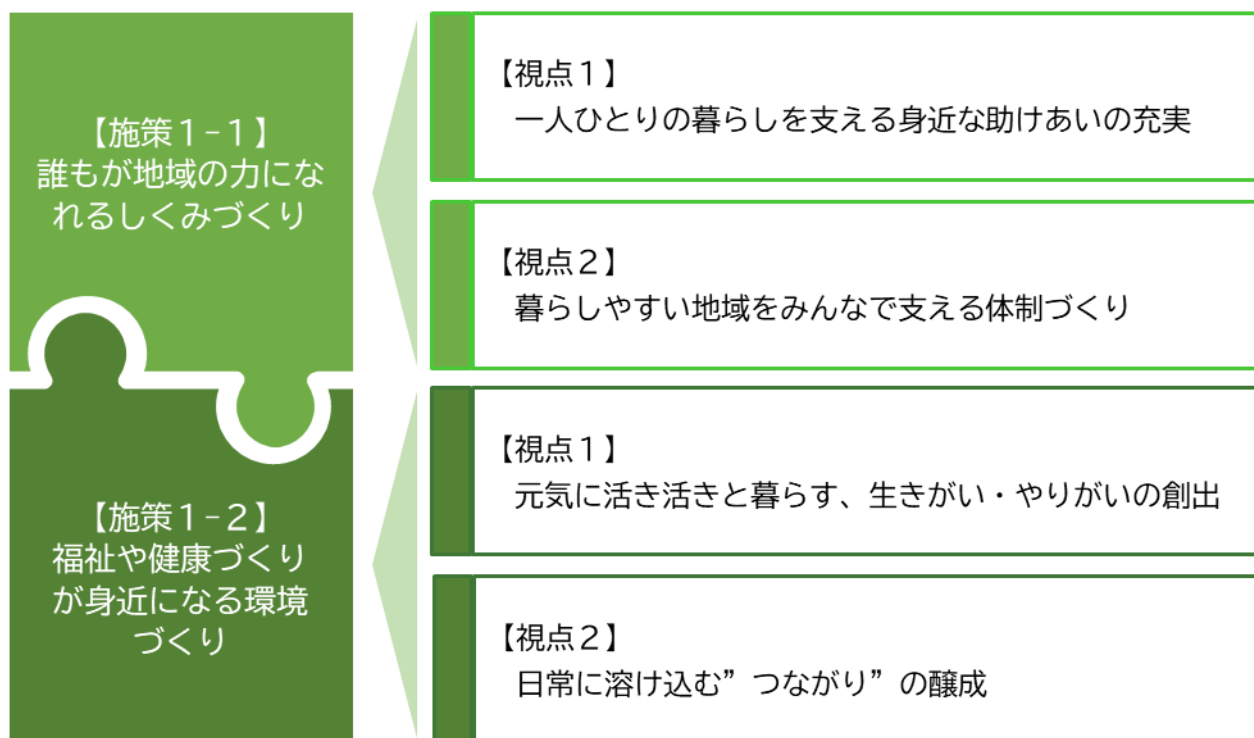 【施策１-１】
誰もが地域の力にな
れるしくみづくり
【視点１】
一人ひとりの暮らしを支える身近な助けあいの充実
【視点２】
暮らしやすい地域をみんなで支える体制づくり
【施策１-２】
福祉や健康づくり
が身近になる環境
づくり
【視点１】
元気に活き活きと暮らす、生きがい・やりがいの創出
【視点２】
日常に溶け込む”つながり”の醸成